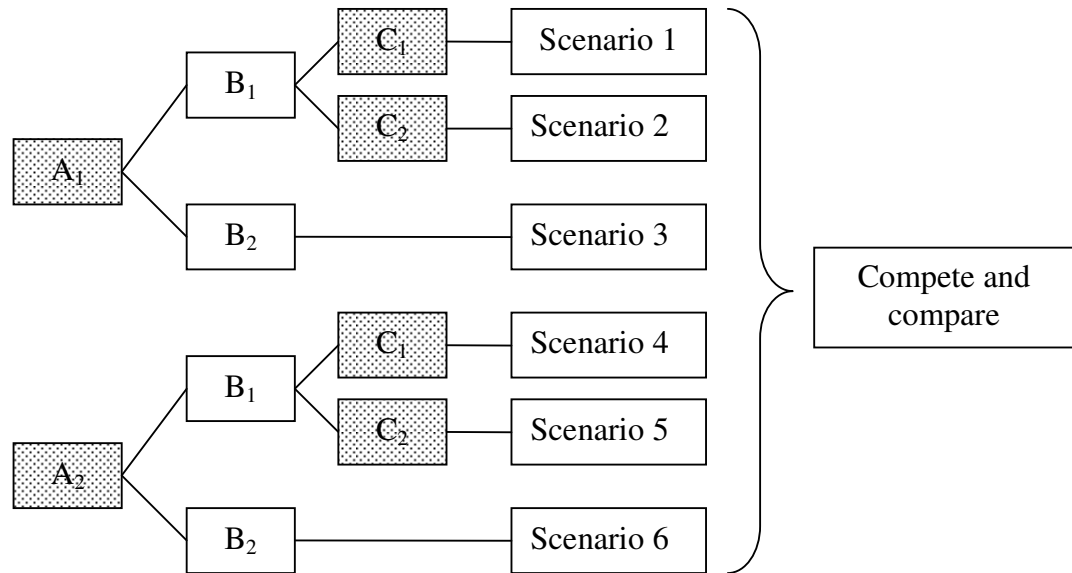 C₁
Scenario 1
B₁
C₂
Scenario 2
A₁
B₂
Scenario 3
Compete and
compare
C₁
Scenario 4
B₁
C₂
Scenario 5
A₂
B₂
Scenario 6